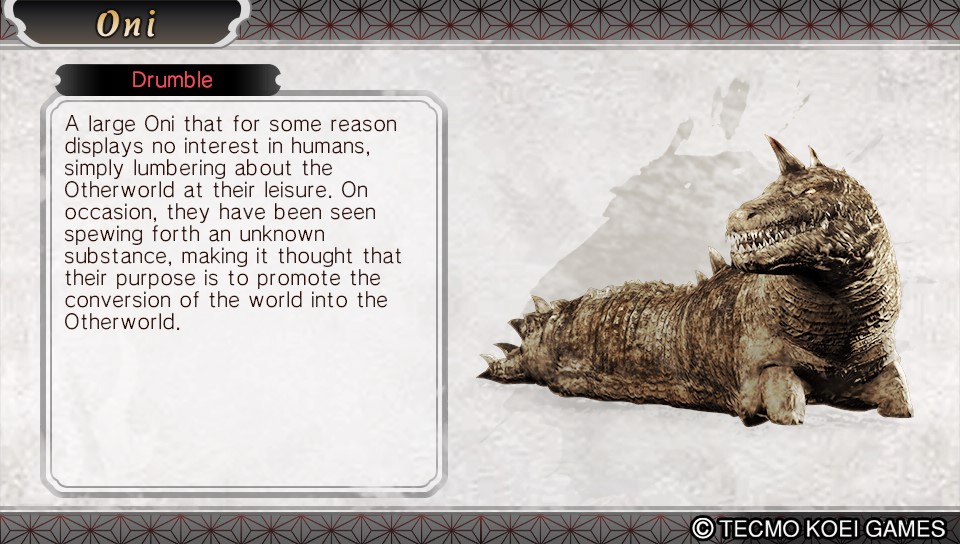 Oni
Drumble
A large Oni that for some reason
displays no interest in humans,
simply lumbering about the
Otherworld at their leisure. On
occasion, they have been seen
spewing forth an unknown
substance, making it thought that
their purpose is to promote the
conversion of the world into the
Otherworld.
© TECMO KOEI GAMES